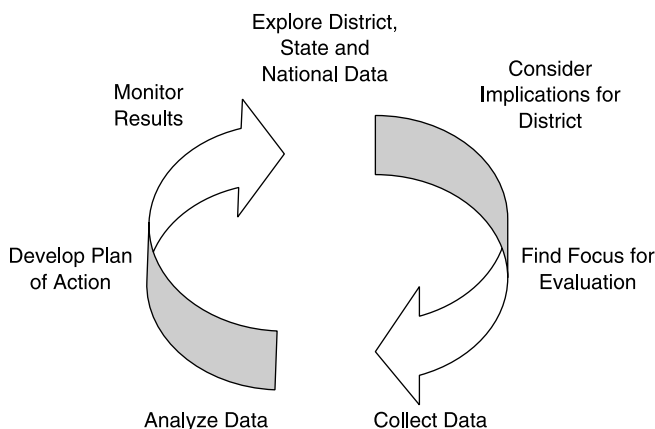 Explore District,
State and
National Data
Consider
Implications for
District
Find Focus for
Evaluation
Collect Data
Analyze Data
Develop Plan
of Action
Monitor
Results